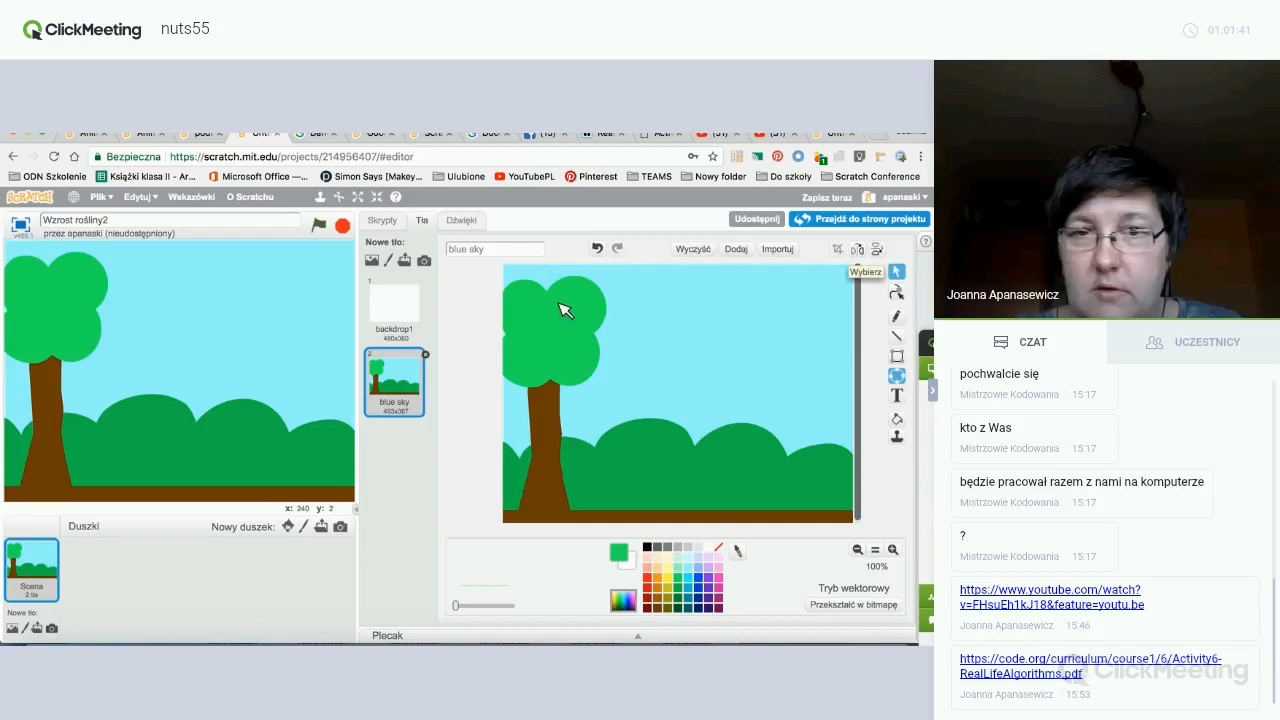 ClickMeeting
nuts55
01:01:41
Bezpieczna
https://scratch.mit.edu/projects/214956407/#editor
ODN Szkolenie
Książki klasa II - Ar...
Microsoft Office —...
Simon Says (Makey...
Ulubione
YouTubePL
Pinterest
TEAMS
Nowy folder
Do szkoły
Scratch Conference
SCRATCH
Plik
Edytuj
Wskazówki
O Scratchu
Zapisz teraz
apanaski
Wzrost rośliny2
przez apanaski (nieudostępniony)
Skrypty
Tła
Dźwięki
Udostępnij
Przejdź do strony projektu
Nowe tło:
blue sky
Wyczyść
Dodaj
Importuj
Wybierz
1
backdrop1
480x360
2
blue sky
493x367
T
x: 240 y: 2
Duszki
Nowy duszek:
Scena
2 tła
Nowe tło:
100%
Tryb wektorowy
Przekształć w bitmapę
Plecak
Joanna Apanasewicz
CZAT
UCZESTNICY
pochwalcie się
Mistrzowie Kodowania 15:17
kto z Was
Mistrzowie Kodowania 15:17
będzie pracował razem z nami na komputerze
Mistrzowie Kodowania 15:17
?
Mistrzowie Kodowania 15:17
https://www.youtube.com/watch?
v=FHsuEh1kJ18&feature=youtu.be
Joanna Apanasewicz 15:46
https://code.org/curriculum/course1/6/Activity6-
RealLifeAlgorithms.pdf
Joanna Apanasewicz 15:53
ClickMeeting